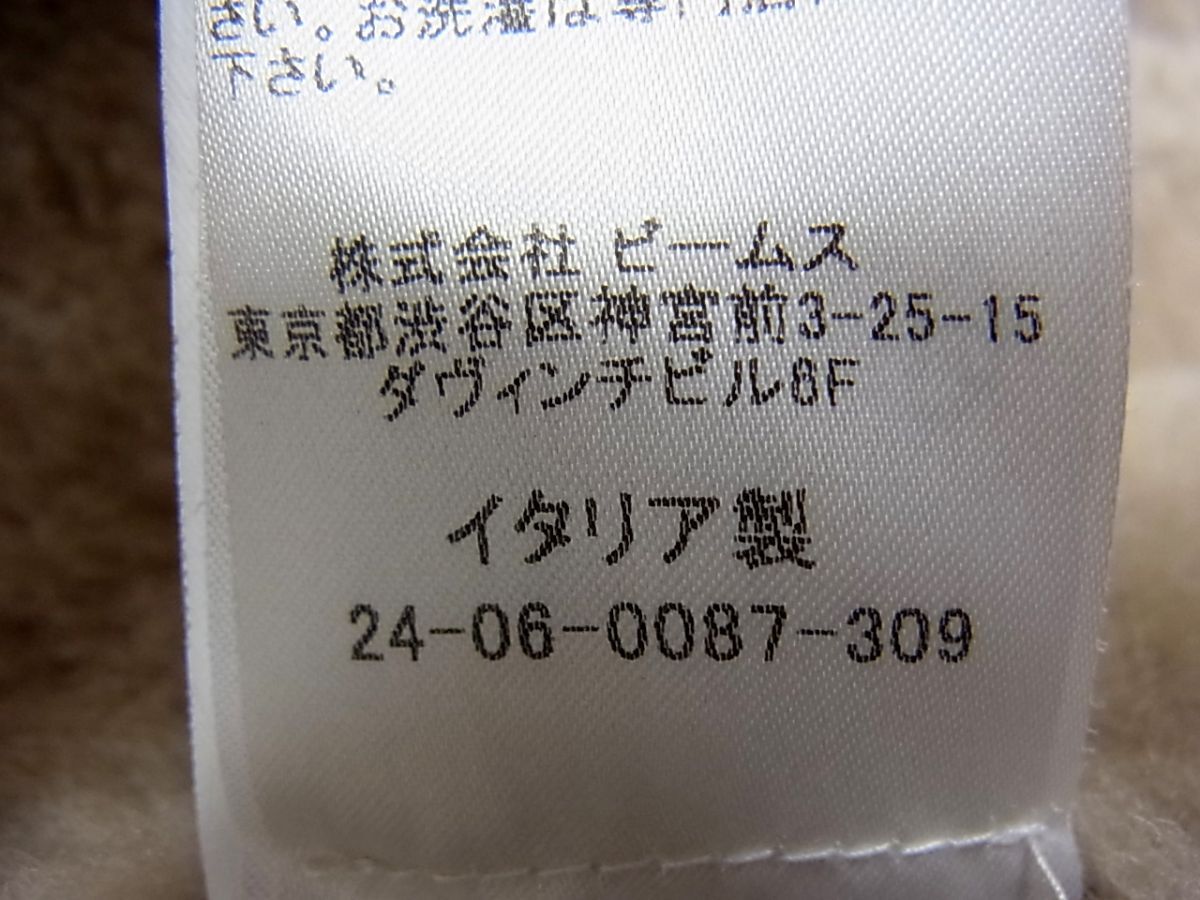 さい。お洗濯は専門店
下さい。
株式会社 ビームス
東京都渋谷区神宮前3-25-15
ダヴィンチビル8F
イタリア製
24-06-0087-309